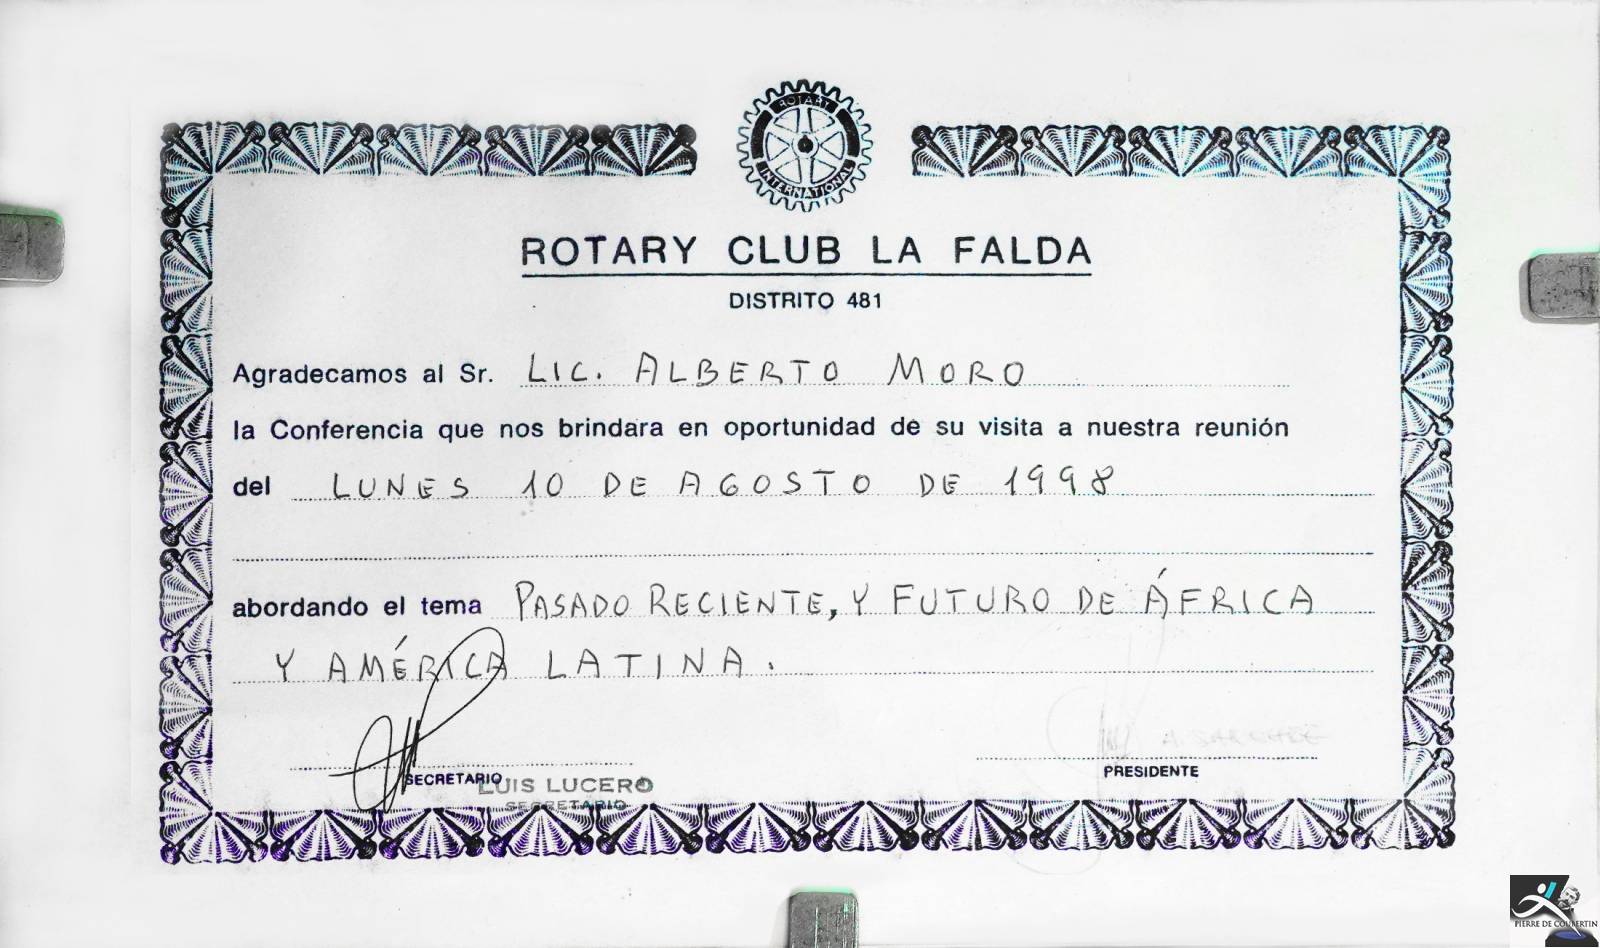 ROTARY
INTERNATIONAL
ROTARY CLUB LA FALDA
DISTRITO 481
Agradecamos al Sr. LIC. ALBERTO MORO
la Conferencia que nos brindara en oportunidad de su visita a nuestra reunión
del LUNES 10 DE AGOSTO DE 1998
abordando el tema PASADO RECIENTE, Y FUTURO DE ÁFRICA
Y AMÉRICA LATINA.
SECRETARIO
LUIS LUCERO
SECRETARIO
PRESIDENTE
PIERRE DE COUBERTIN